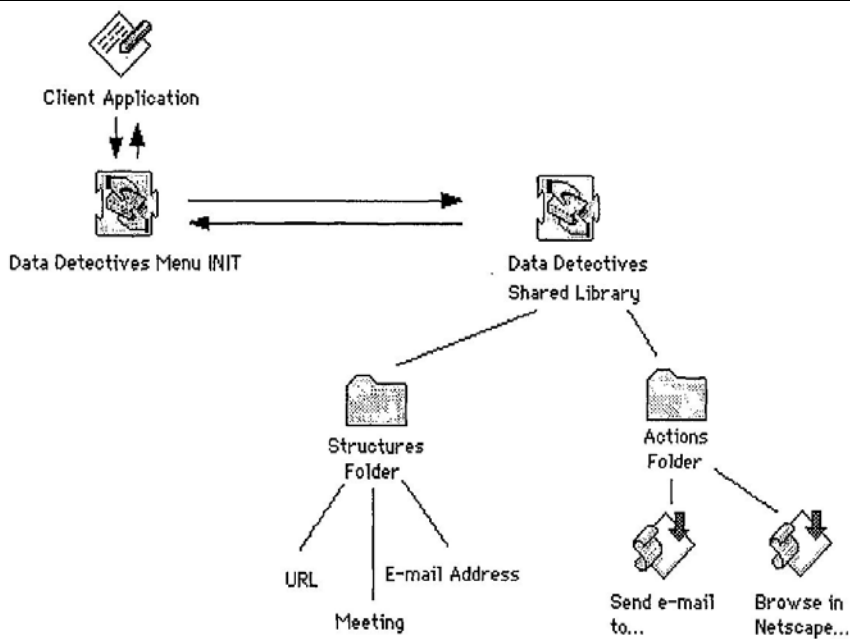 Client Application
Data Detectives Menu INIT
Data Detectives
Shared Library
Structures
Folder
Actions
Folder
URL
E-mail Address
Meeting
Send e-mail
to...
Browse in
Netscape...